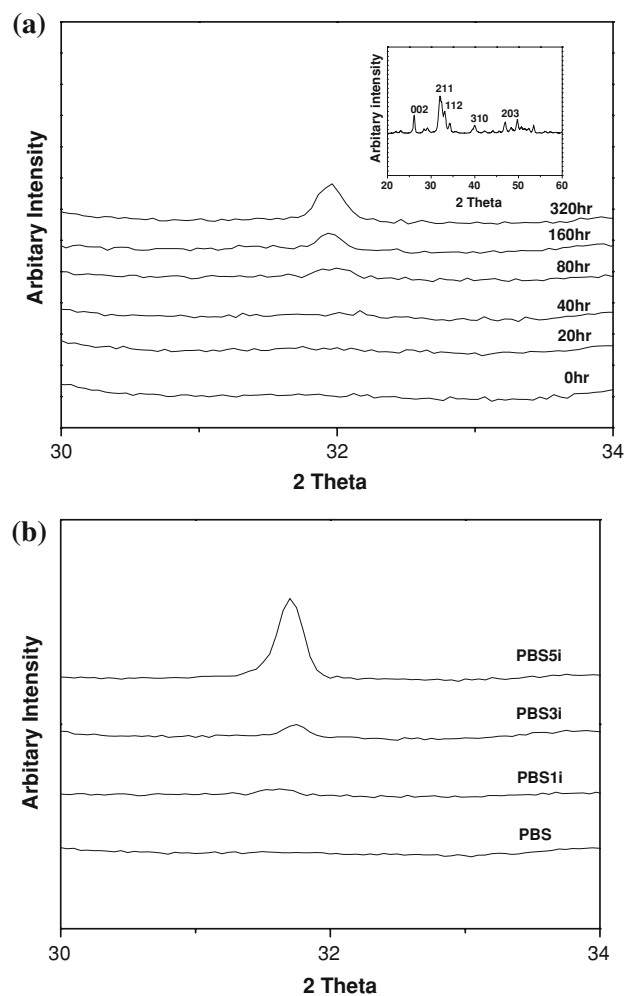 (a)
Arbitary Intensity
Arbitary intensity
002
211
112
310
203
20 30 40 50 60
2 Theta
320hr
160hr
80hr
40hr
20hr
0hr
30 32 34
2 Theta
(b)
Arbitary Intensity
PBS5i
PBS3i
PBS1i
PBS
30 32 34
2 Theta